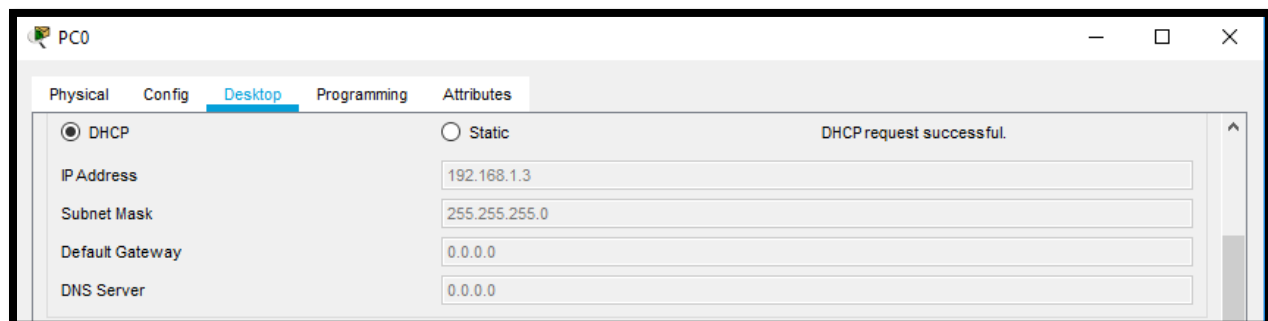 PC0
Physical Config Desktop Programming Attributes
DHCP Static DHCP request successful.
IP Address 192.168.1.3
Subnet Mask 255.255.255.0
Default Gateway 0.0.0.0
DNS Server 0.0.0.0